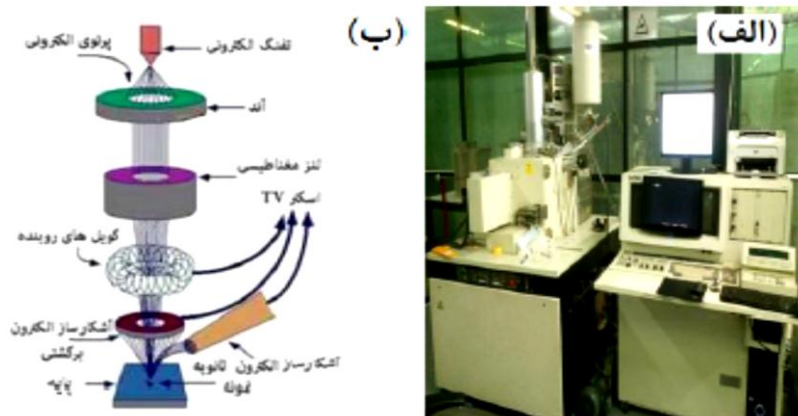 (ب)
(الف)
تفنگ الکترونی
پرتوی الکترونی
آند
لنز مغناطیسی
اسکنر TV
کویل های روبنده
آشکارساز الکترون
برگشتی
آشکارساز الکترون ثانویه
نمونه
پایه